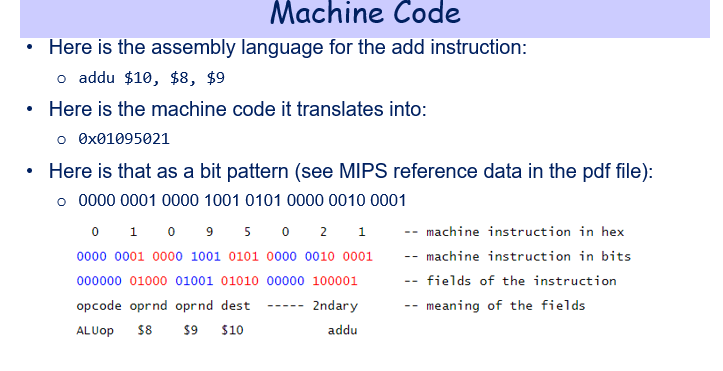 Machine Code
• Here is the assembly language for the add instruction:
o addu $10, $8, $9
• Here is the machine code it translates into:
o 0x01095021
• Here is that as a bit pattern (see MIPS reference data in the pdf file):
o 0000 0001 0000 1001 0101 0000 0010 0001
0 1 0 9 5 0 2 1 -- machine instruction in hex
0000 0001 0000 1001 0101 0000 0010 0001 -- machine instruction in bits
000000 01000 01001 01010 00000 100001 -- fields of the instruction
opcode oprnd oprnd dest ----- 2ndary -- meaning of the fields
ALUop $8 $9 $10 addu